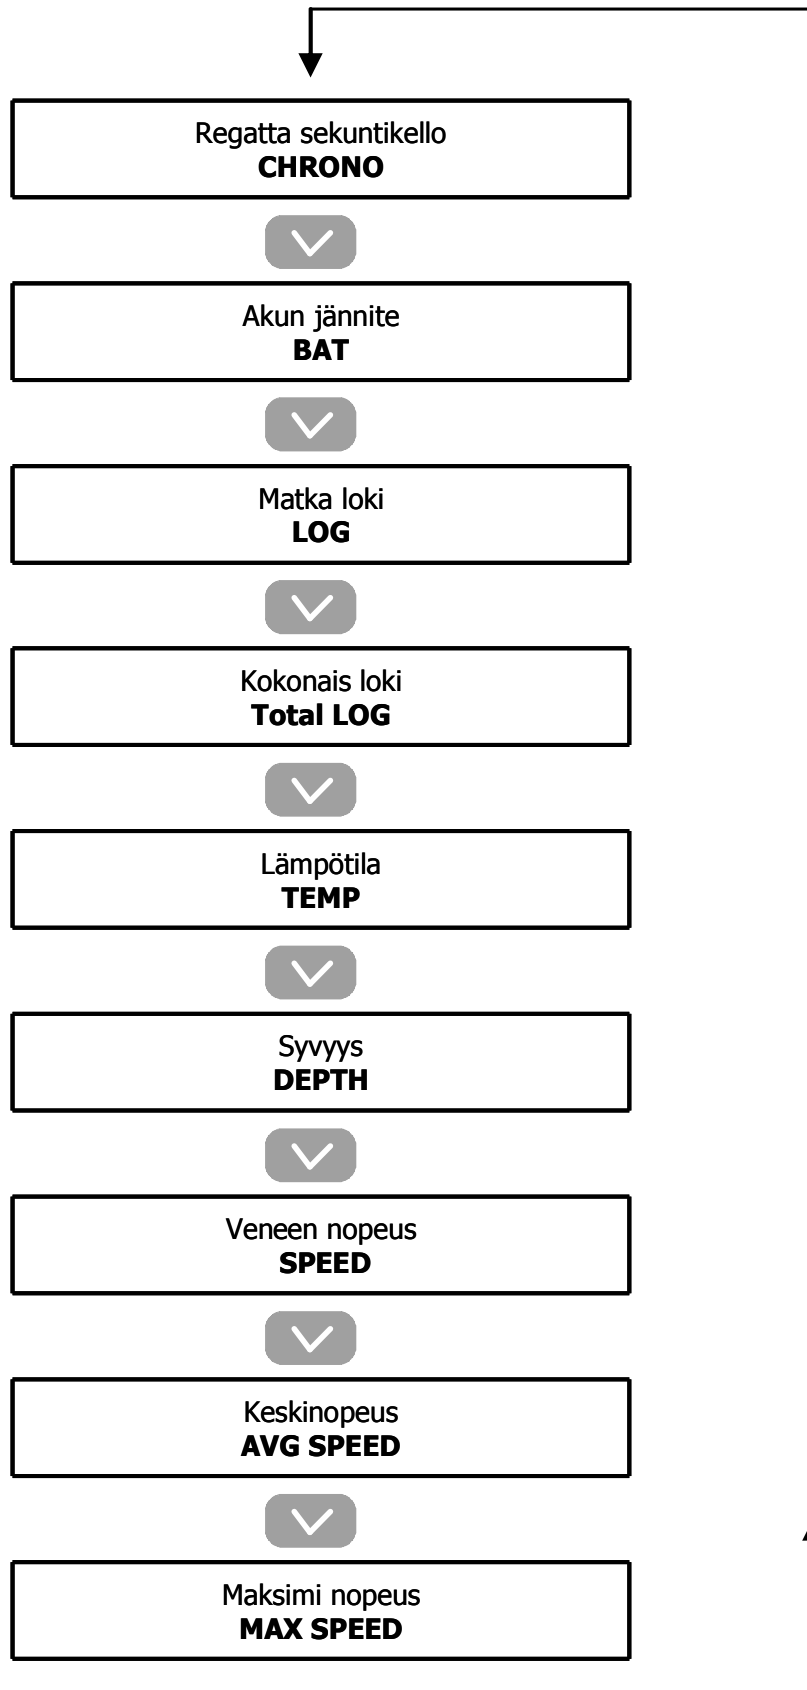 Regatta sekuntikello
CHRONO
Akun jännite
BAT
Matka loki
LOG
Kokonais loki
Total LOG
Lämpötila
TEMP
Syvyys
DEPTH
Veneen nopeus
SPEED
Keskinopeus
AVG SPEED
Maksimi nopeus
MAX SPEED